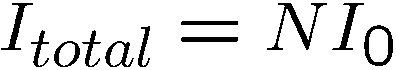 I_{total} = NI_0